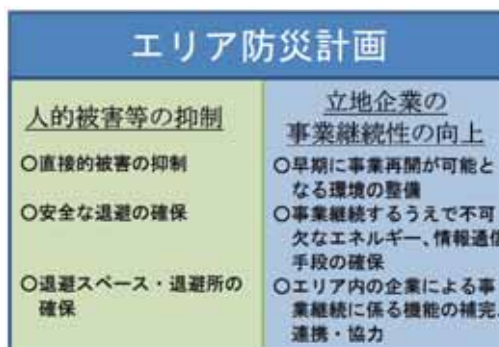 エリア防災計画
人的被害等の抑制
○直接的被害の抑制
○安全な退避の確保
○退避スペース・退避所の
確保
立地企業の
事業継続性の向上
○早期に事業再開が可能と
なる環境の整備
○事業継続するうえで不可
欠なエネルギー、情報通信
手段の確保
○エリア内の企業による事
業継続に係る機能の補完、
連携・協力